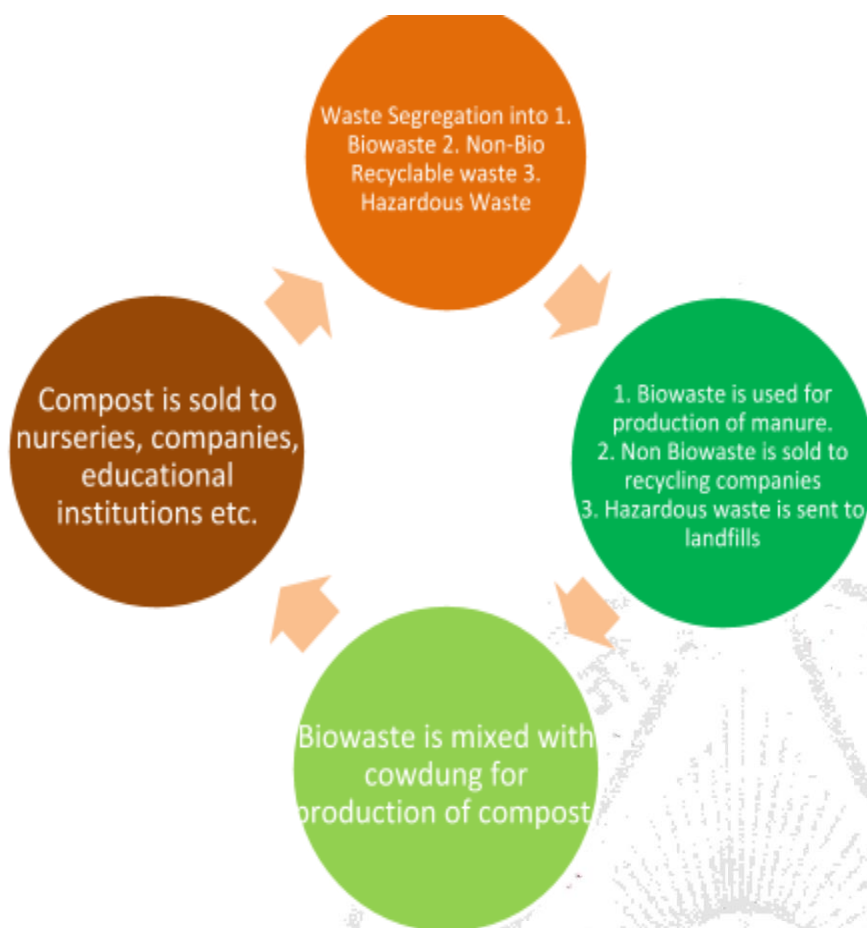 Waste Segregation into 1.
Biowaste 2. Non-Bio
Recyclable waste 3.
Hazardous Waste
1. Biowaste is used for
production of manure.
2. Non Biowaste is sold to
recycling companies
3. Hazardous waste is sent to
landfills
Biowaste is mixed with
cowdung for
production of compost
Compost is sold to
nurseries, companies,
educational
institutions etc.